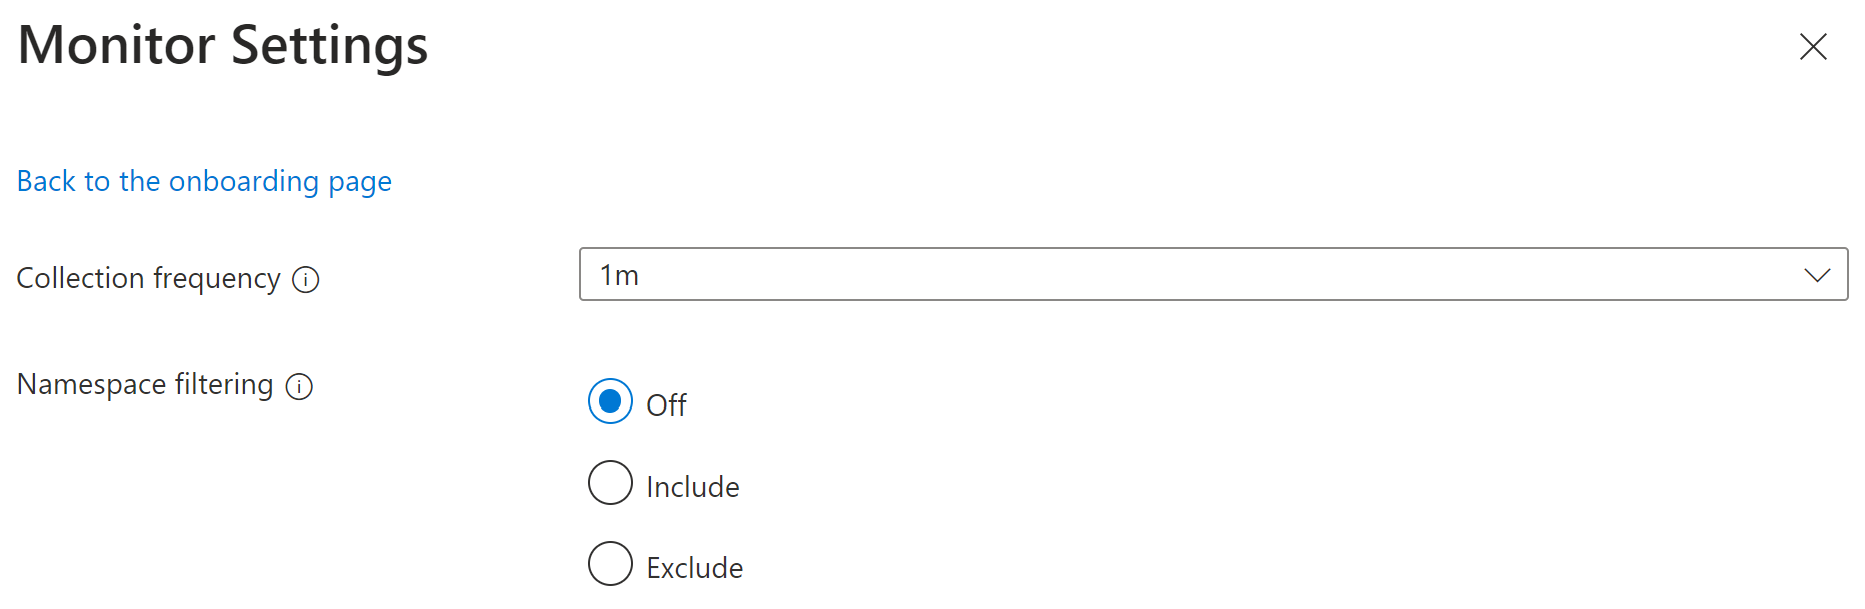 Monitor Settings
Back to the onboarding page
Collection frequency
1m
Namespace filtering
Off
Include
Exclude